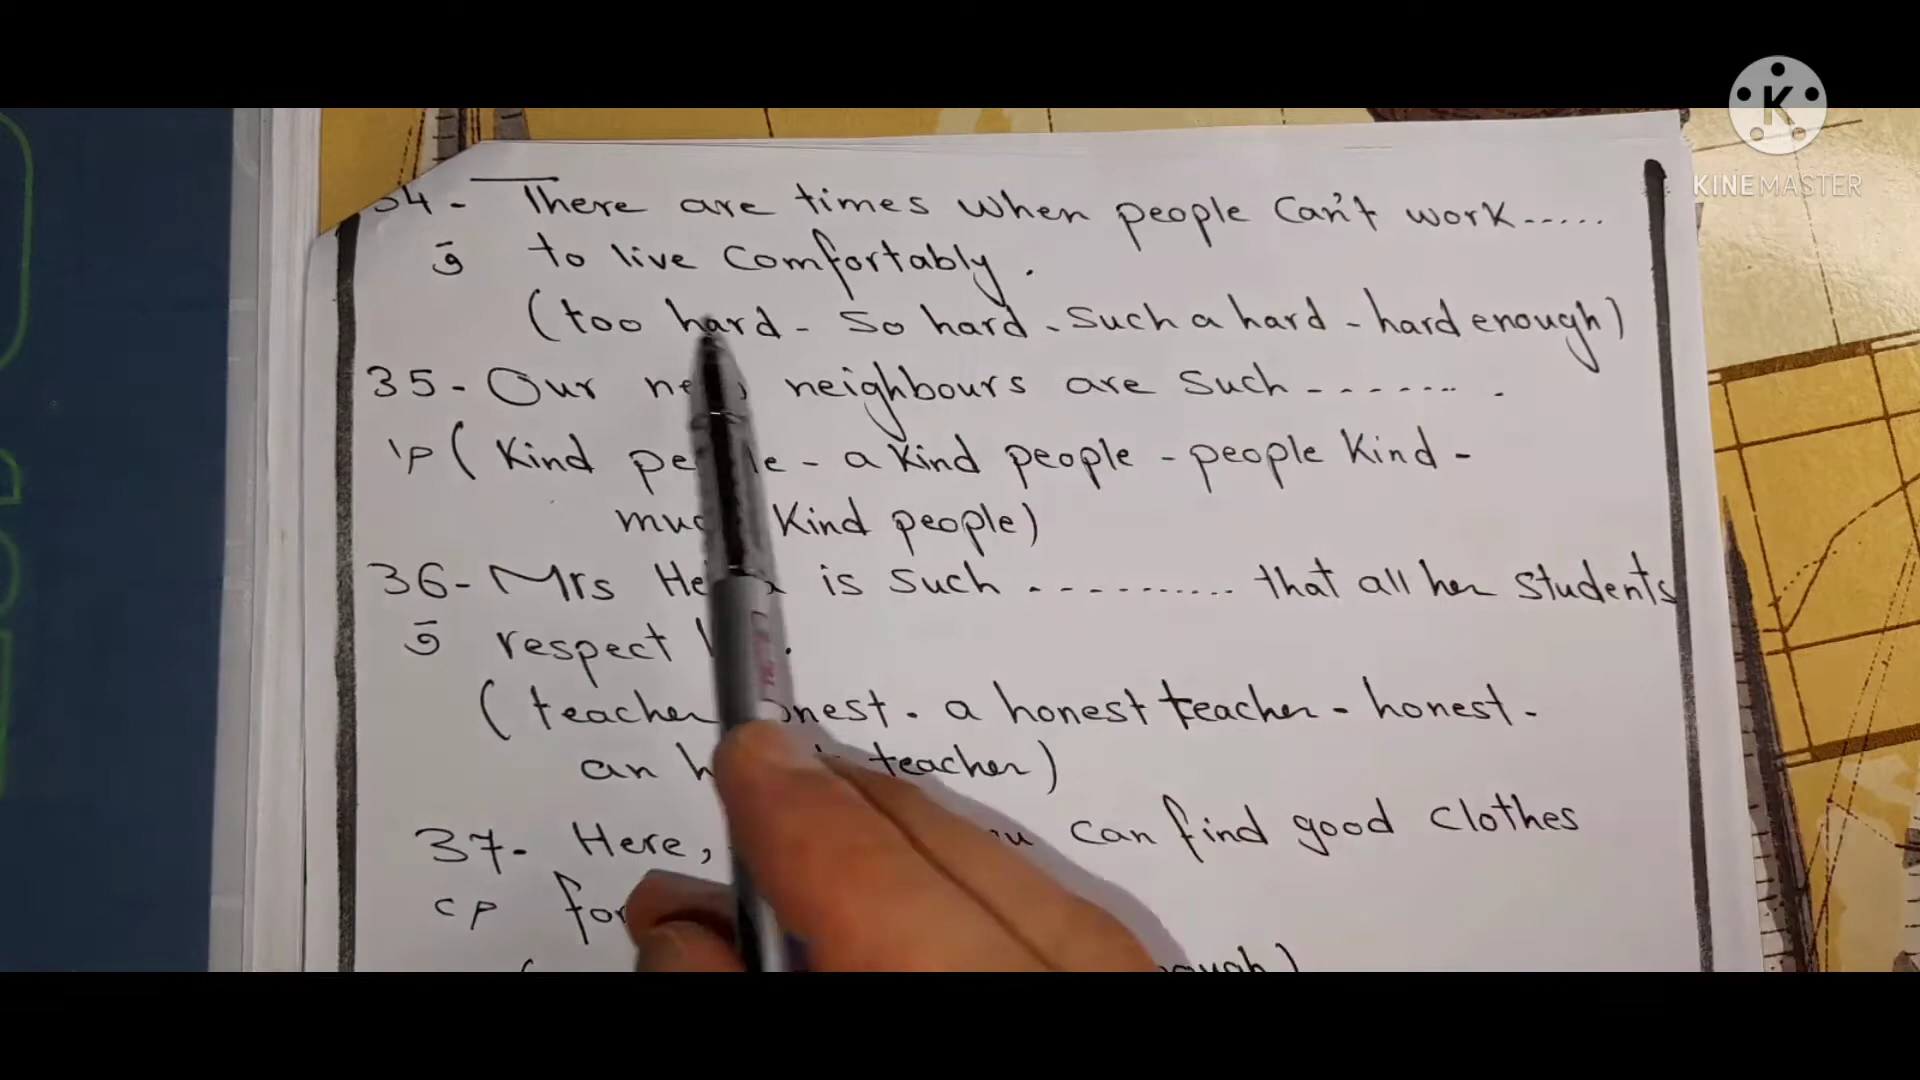 KINEMASTER
34- There are times when people can't work.....
to live comfortably.
(too hard - so hard - such a hard - hard enough)
35- Our neighbours are such ------- .
(Kind - a kind people - people kind -
kind people)
36- Mrs is such ---------- that all her students
respect
(teacher . a honest teacher - honest -
an teacher)
37- Here, can find good clothes